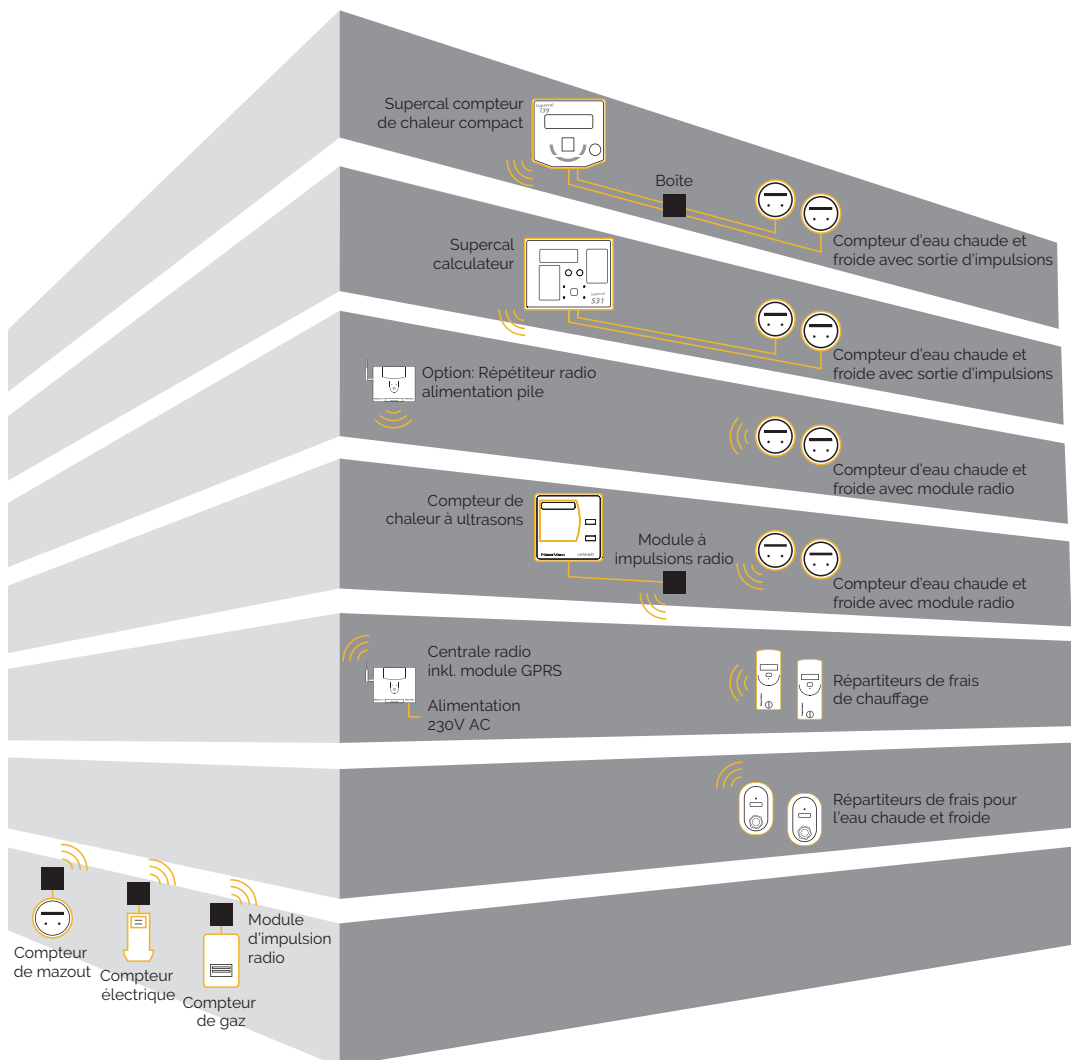 Supercal compteur
de chaleur compact
Supercal
739
Boîte
Compteur d'eau chaude et
froide avec sortie d'impulsions
Supercal
calculateur
Supercal
531
Compteur d'eau chaude et
froide avec sortie d'impulsions
Option: Répétiteur radio
alimentation pile
Compteur d'eau chaude et
froide avec module radio
Compteur de
chaleur à ultrasons
Module à
impulsions radio
Compteur d'eau chaude et
froide avec module radio
Centrale radio
inkl. module GPRS
Alimentation
230V AC
Répartiteurs de frais
de chauffage
Répartiteurs de frais pour
l'eau chaude et froide
Module
d'impulsion
radio
Compteur
de mazout
Compteur
électrique
Compteur
de gaz